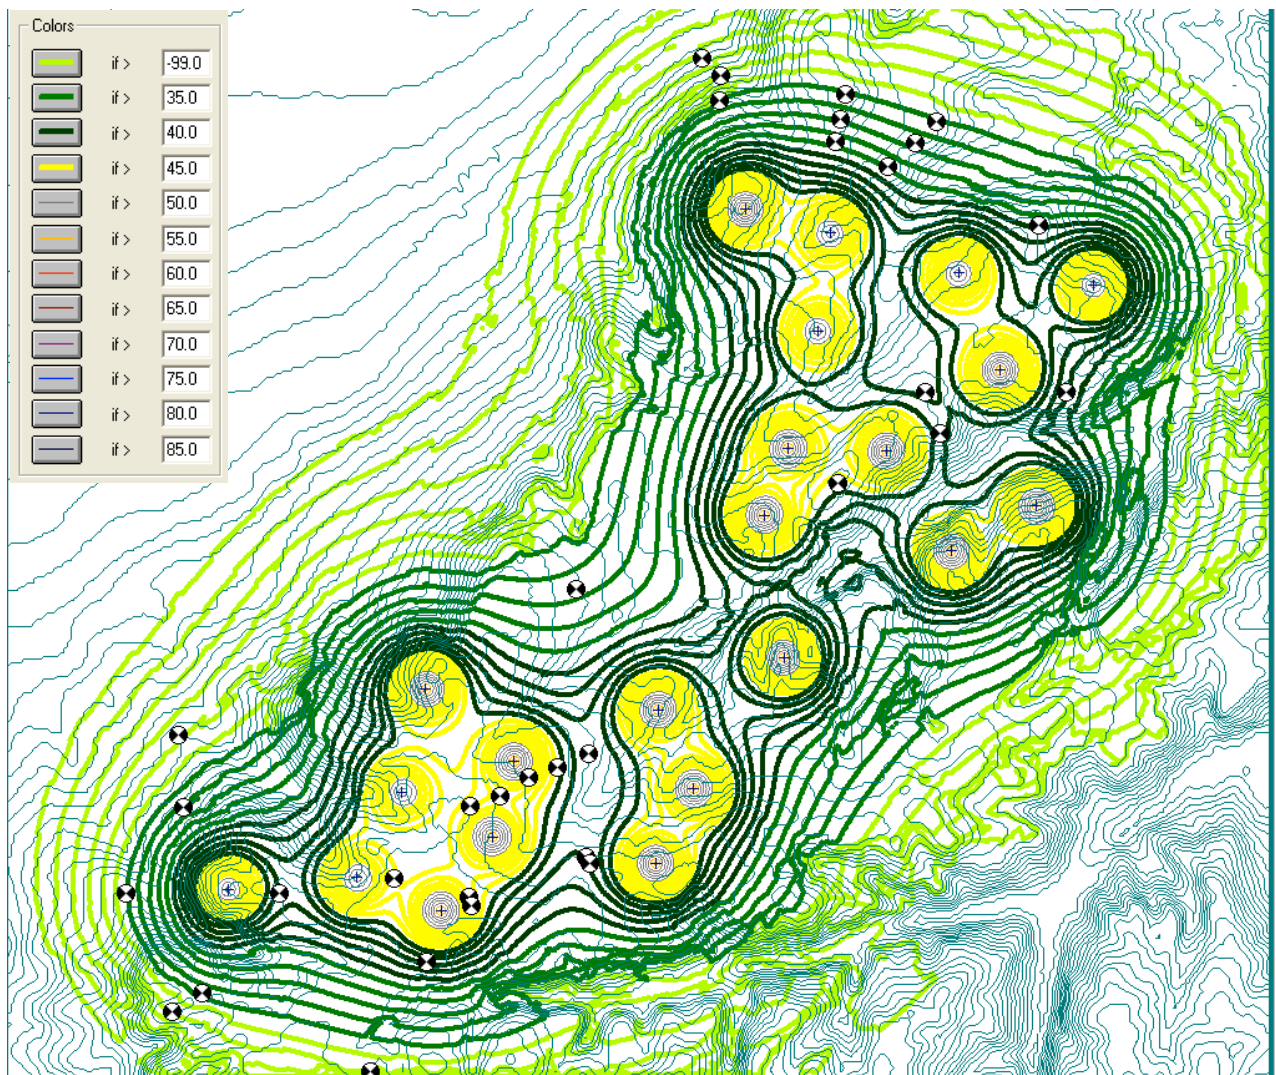 Colors
if > -99.0
if > 35.0
if > 40.0
if > 45.0
if > 50.0
if > 55.0
if > 60.0
if > 65.0
if > 70.0
if > 75.0
if > 80.0
if > 85.0